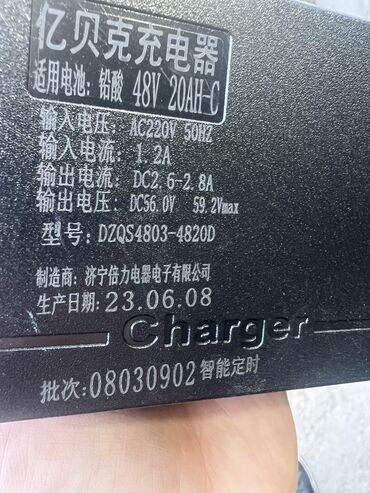 亿贝克充电器
适用电池: 铅酸 48V 20AH-C
输入电压: AC220V 50HZ
输入电流: 1.2A
输出电流: DC2.6-2.8A
输出电压: DC56.0V 59.2Vmax
型号: DZQS4803-4820D
制造商: 济宁倍力电器电子有限公司
生产日期: 23.06.08
Charger
批次: 08030902 智能定时